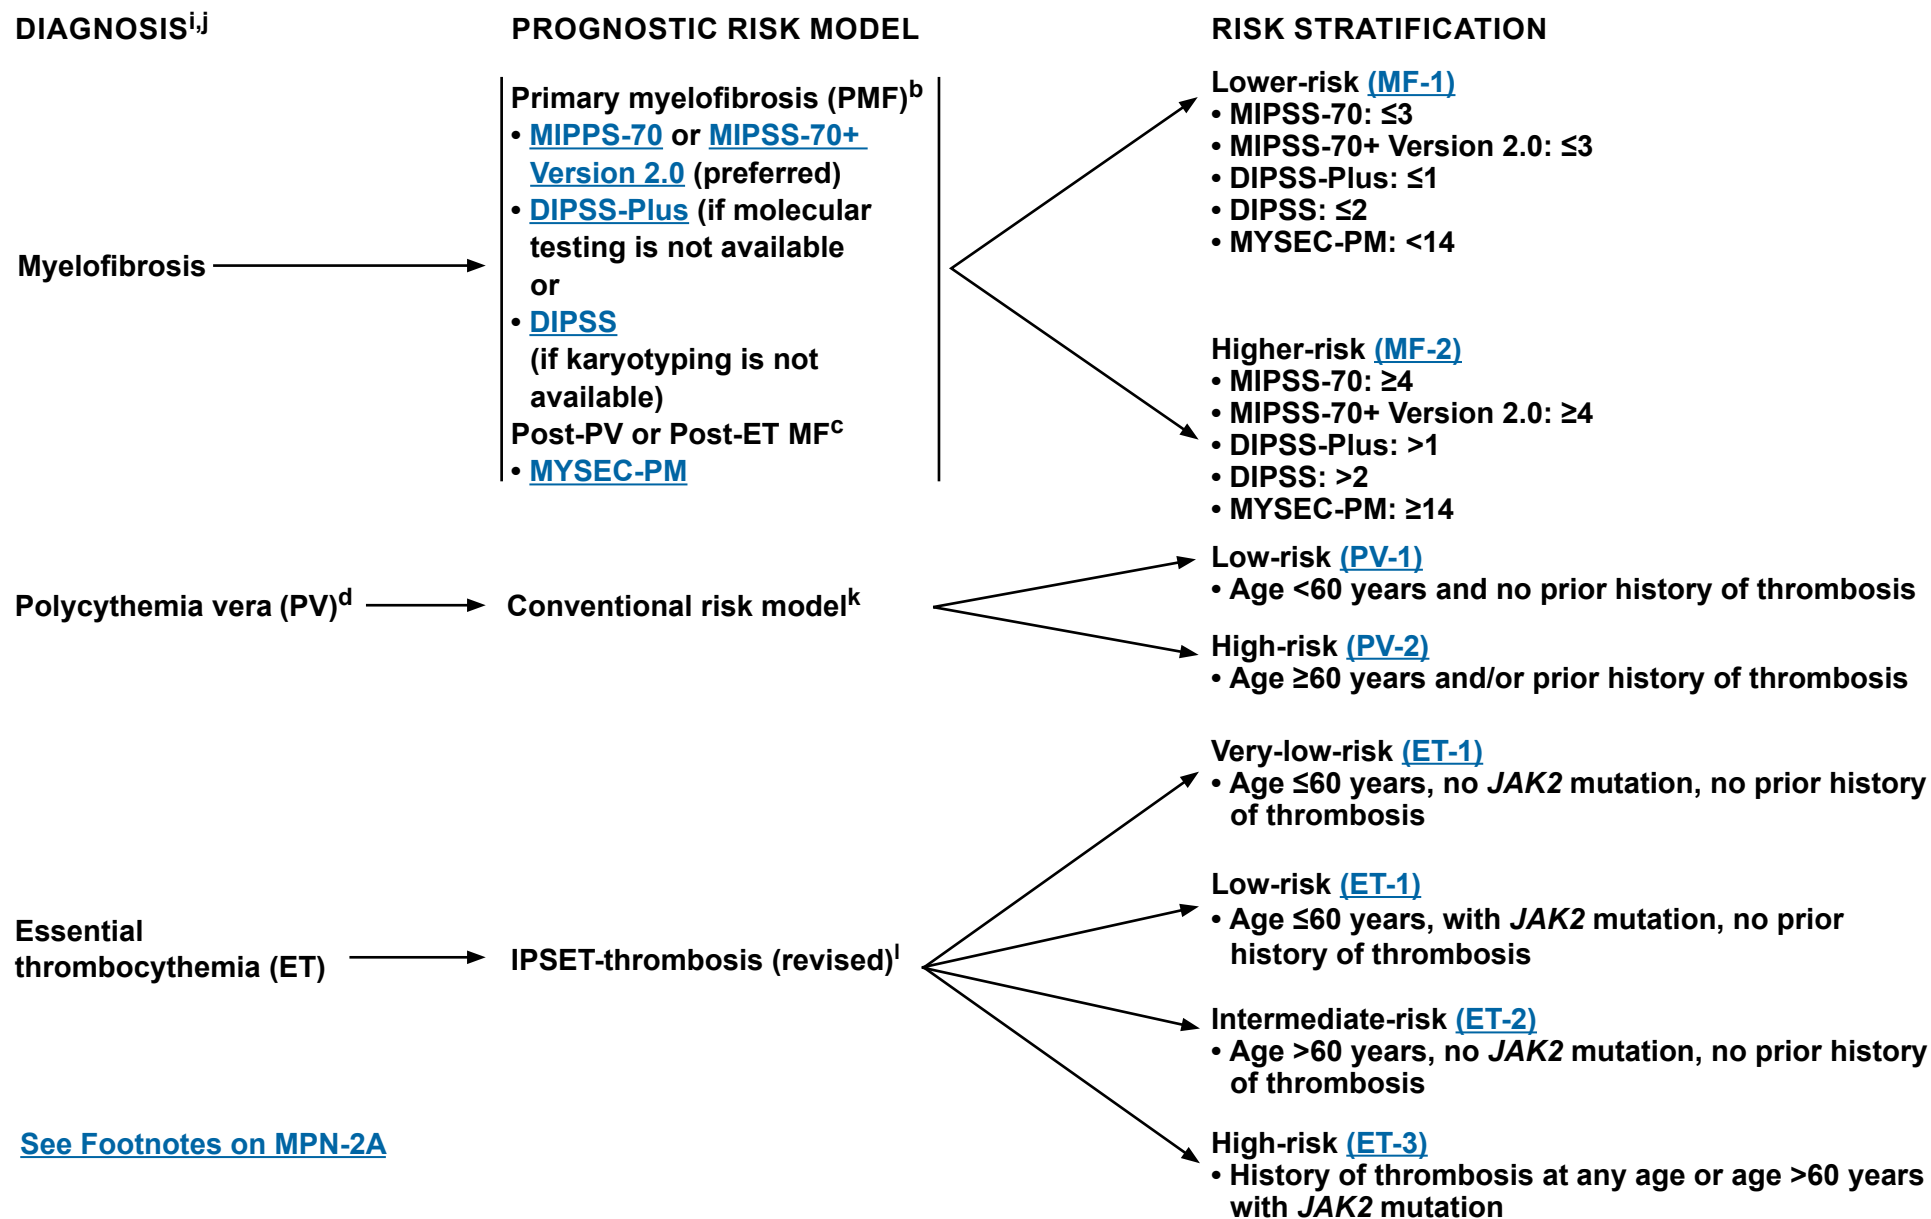 DIAGNOSISi,j
PROGNOSTIC RISK MODEL
RISK STRATIFICATION
Myelofibrosis
Primary myelofibrosis (PMF)b
• MIPPS-70 or MIPSS-70+
Version 2.0 (preferred)
• DIPSS-Plus (if molecular
testing is not available
or
• DIPSS
(if karyotyping is not
available)
Post-PV or Post-ET MFc
• MYSEC-PM
Lower-risk (MF-1)
• MIPSS-70: ≤3
• MIPSS-70+ Version 2.0: ≤3
• DIPSS-Plus: ≤1
• DIPSS: ≤2
• MYSEC-PM: <14
Higher-risk (MF-2)
• MIPSS-70: ≥4
• MIPSS-70+ Version 2.0: ≥4
• DIPSS-Plus: >1
• DIPSS: >2
• MYSEC-PM: ≥14
Polycythemia vera (PV)d
Conventional risk modelk
Low-risk (PV-1)
• Age <60 years and no prior history of thrombosis
High-risk (PV-2)
• Age ≥60 years and/or prior history of thrombosis
Essential
thrombocythemia (ET)
IPSET-thrombosis (revised)l
Very-low-risk (ET-1)
• Age ≤60 years, no JAK2 mutation, no prior history
of thrombosis
Low-risk (ET-1)
• Age ≤60 years, with JAK2 mutation, no prior
history of thrombosis
Intermediate-risk (ET-2)
• Age >60 years, no JAK2 mutation, no prior history
of thrombosis
High-risk (ET-3)
• History of thrombosis at any age or age >60 years
with JAK2 mutation
See Footnotes on MPN-2A